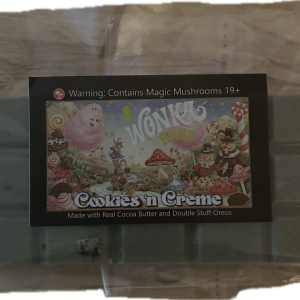 Warning: Contains Magic Mushrooms 19+
WONKA
Cookies 'n Creme
Made with Real Cocoa Butter and Double Stuff Oreos